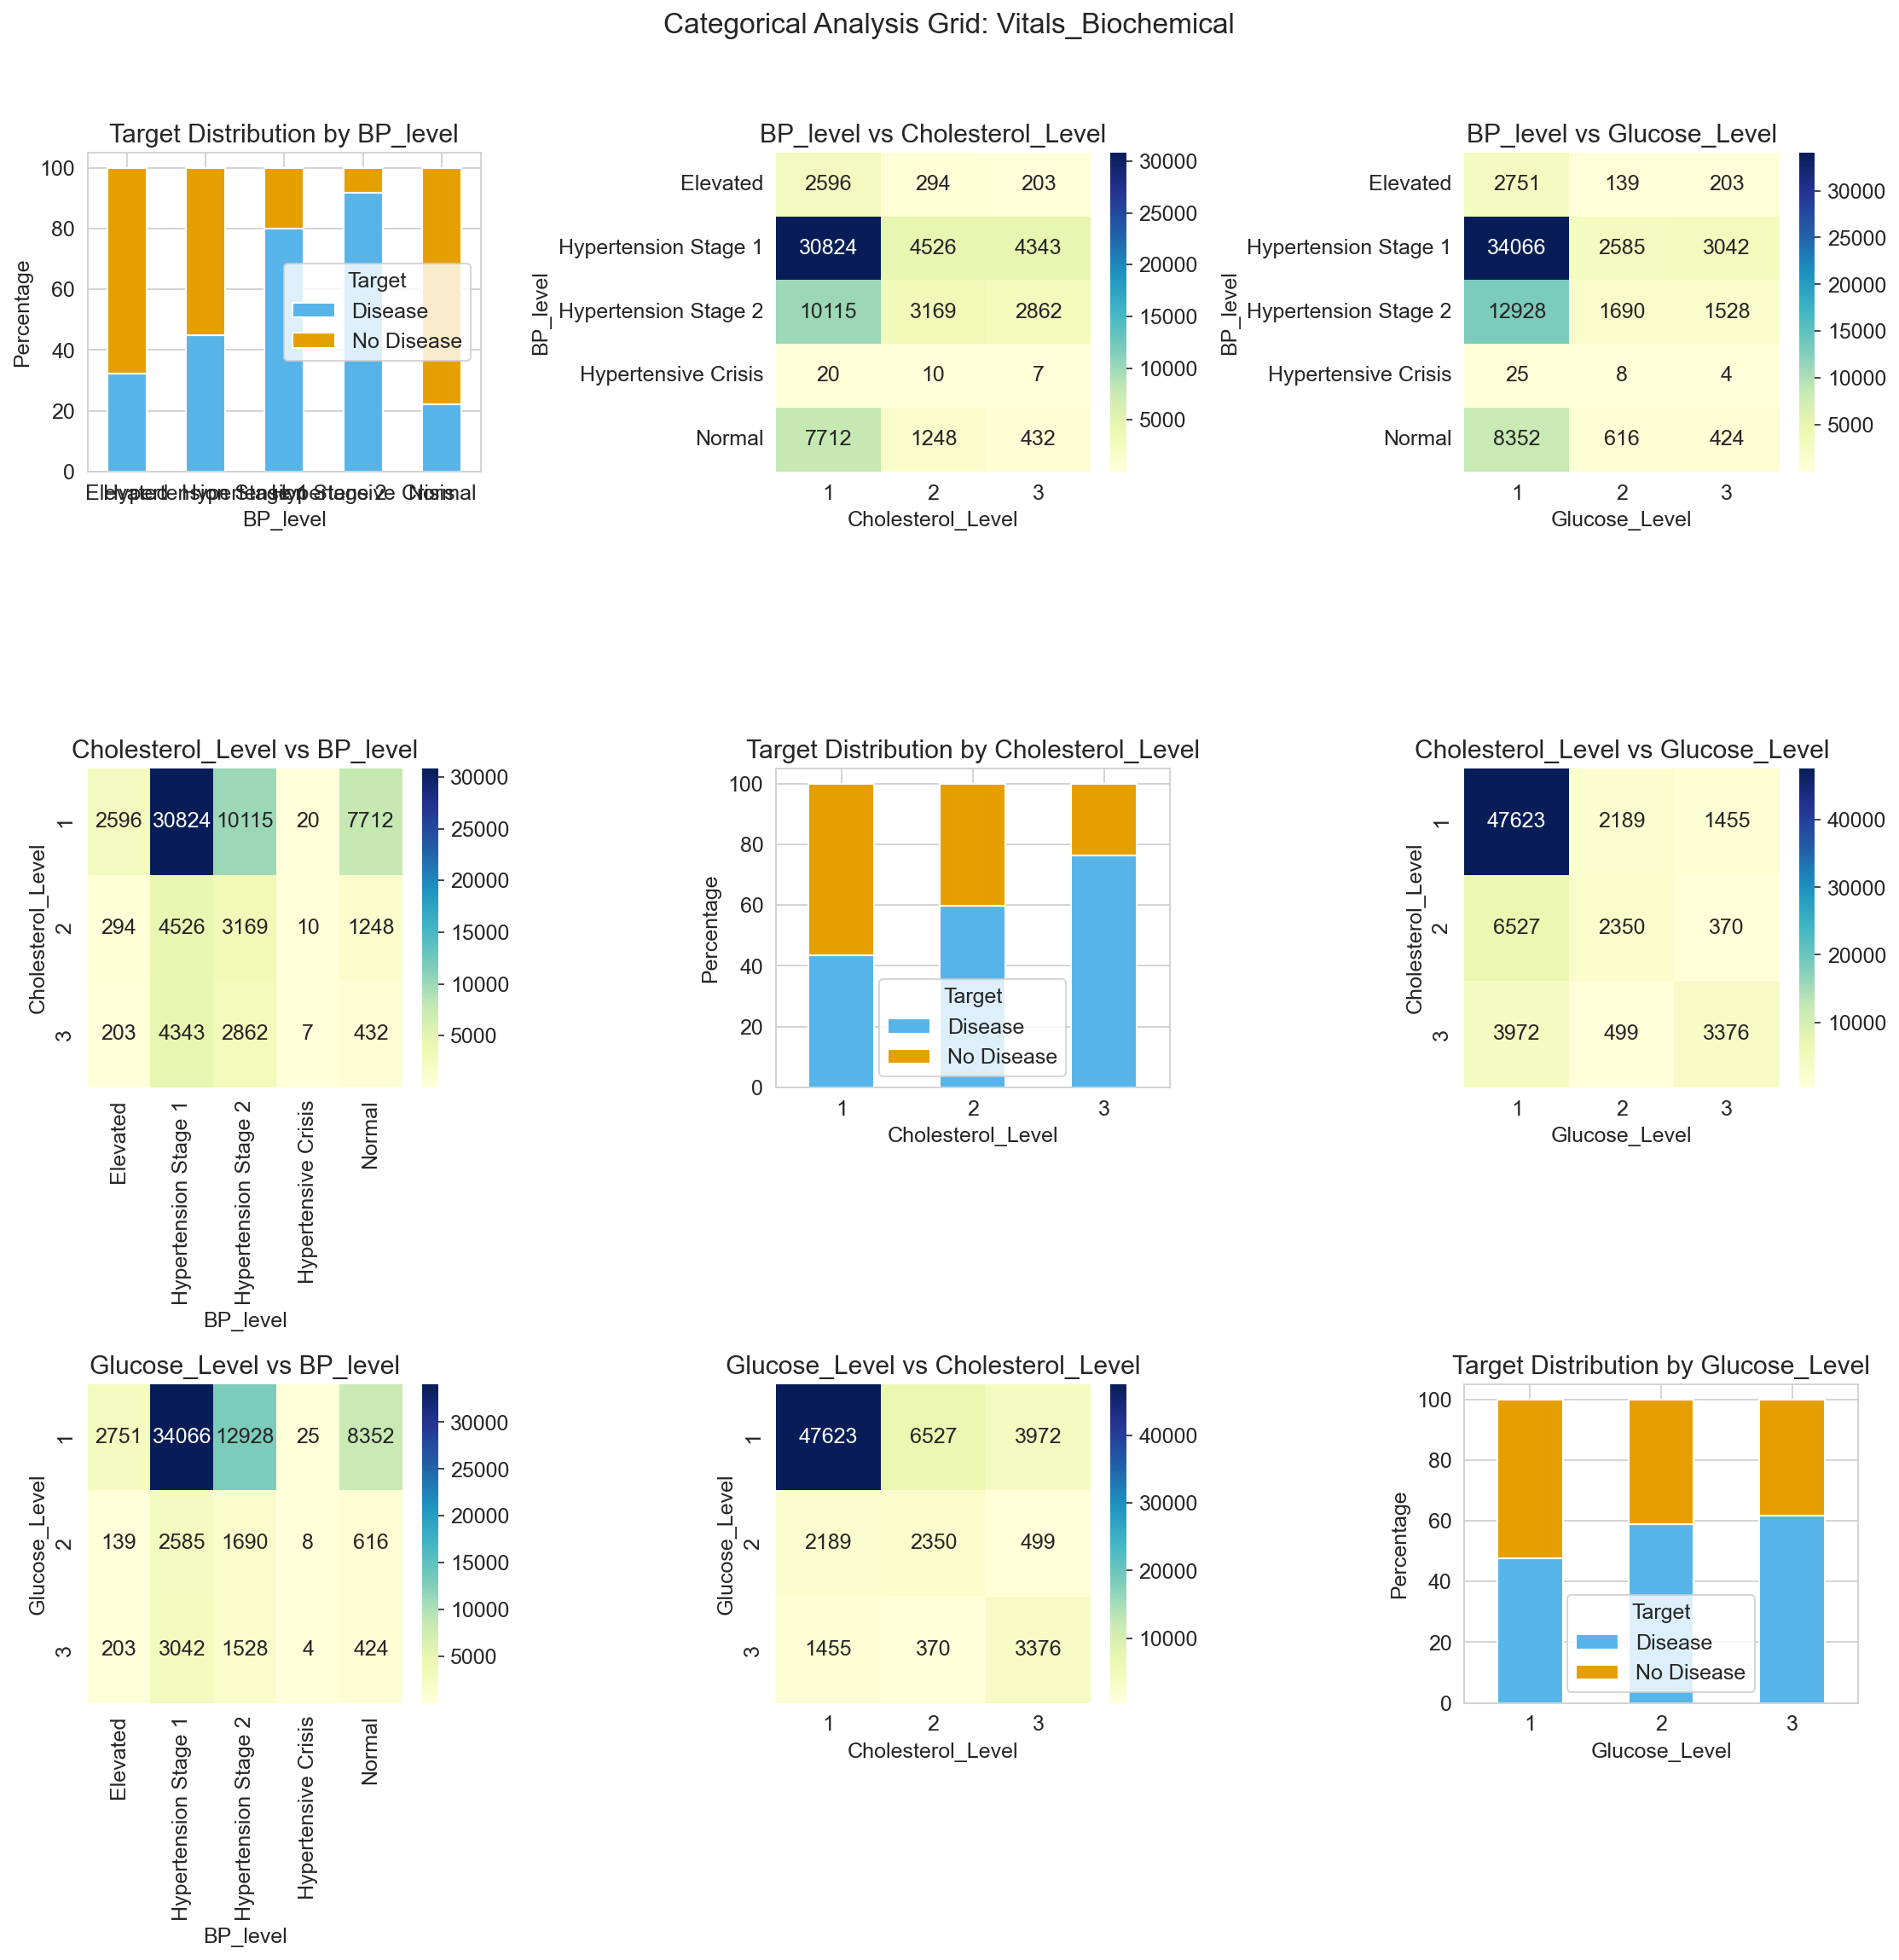 Categorical Analysis Grid: Vitals_Biochemical
Target Distribution by BP_level
100
80
60
40
20
0
Percentage
Target
Disease
No Disease
Elevated Hypertension Stage 1 Hypertension Stage 2 Hypertensive Crisis Normal
BP_level
BP_level vs Cholesterol_Level
BP_level
Elevated 2596 294 203
Hypertension Stage 1 30824 4526 4343
Hypertension Stage 2 10115 3169 2862
Hypertensive Crisis 20 10 7
Normal 7712 1248 432
1 2 3
Cholesterol_Level
30000
25000
20000
15000
10000
5000
BP_level vs Glucose_Level
BP_level
Elevated 2751 139 203
Hypertension Stage 1 34066 2585 3042
Hypertension Stage 2 12928 1690 1528
Hypertensive Crisis 25 8 4
Normal 8352 616 424
1 2 3
Glucose_Level
30000
25000
20000
15000
10000
5000
Cholesterol_Level vs BP_level
Cholesterol_Level
1 2596 30824 10115 20 7712
2 294 4526 3169 10 1248
3 203 4343 2862 7 432
Elevated
Hypertension Stage 1
Hypertension Stage 2
Hypertensive Crisis
Normal
BP_level
30000
25000
20000
15000
10000
5000
Target Distribution by Cholesterol_Level
100
80
60
40
20
0
Percentage
Target
Disease
No Disease
1 2 3
Cholesterol_Level
Cholesterol_Level vs Glucose_Level
Cholesterol_Level
1 47623 2189 1455
2 6527 2350 370
3 3972 499 3376
1 2 3
Glucose_Level
40000
30000
20000
10000
Glucose_Level vs BP_level
Glucose_Level
1 2751 34066 12928 25 8352
2 139 2585 1690 8 616
3 203 3042 1528 4 424
Elevated
Hypertension Stage 1
Hypertension Stage 2
Hypertensive Crisis
Normal
BP_level
30000
25000
20000
15000
10000
5000
Glucose_Level vs Cholesterol_Level
Glucose_Level
1 47623 6527 3972
2 2189 2350 499
3 1455 370 3376
1 2 3
Cholesterol_Level
40000
30000
20000
10000
Target Distribution by Glucose_Level
100
80
60
40
20
0
Percentage
Target
Disease
No Disease
1 2 3
Glucose_Level